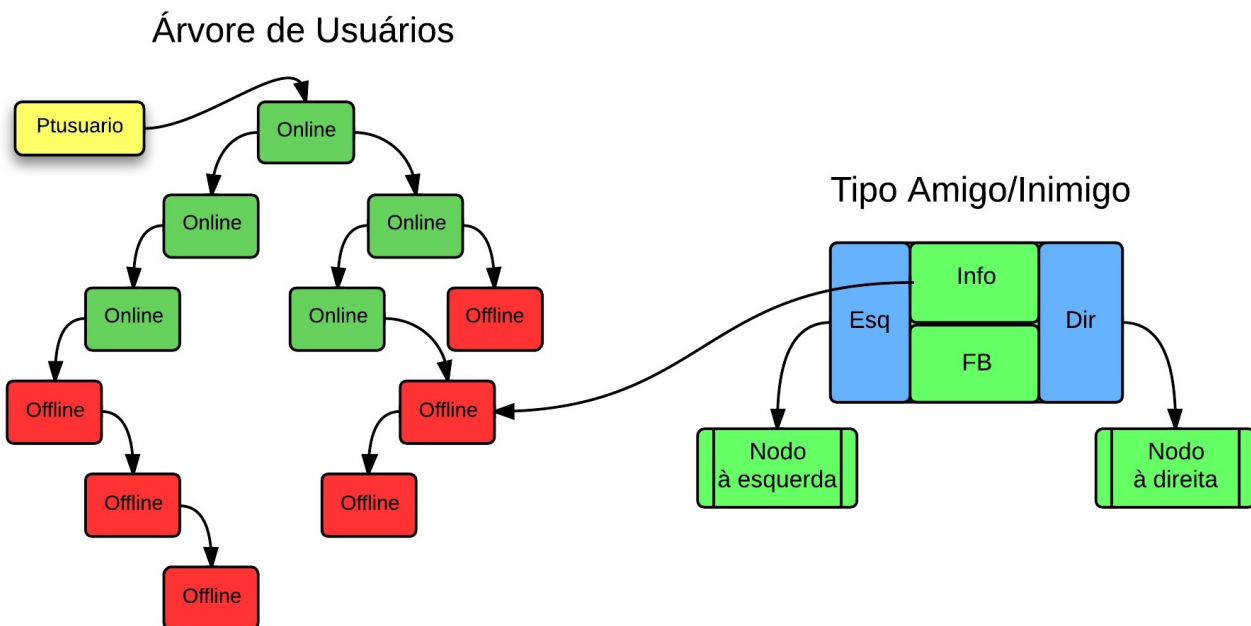 Árvore de Usuários
Ptusuario
Online
Online
Online
Online
Online
Offline
Offline
Offline
Offline
Offline
Offline
Tipo Amigo/Inimigo
Esq
Info
FB
Dir
Nodo
à esquerda
Nodo
à direita